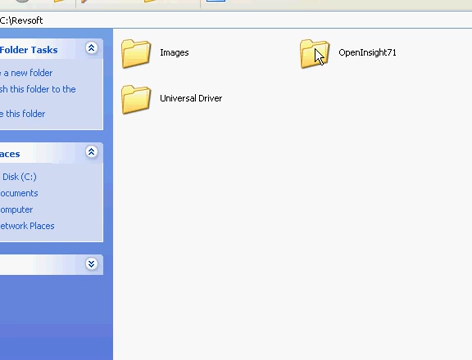 C:\Revsoft
Folder Tasks
e a new folder
sh this folder to the
e this folder
aces
Disk (C:)
ocuments
omputer
etwork Places
Images
OpenInsight71
Universal Driver